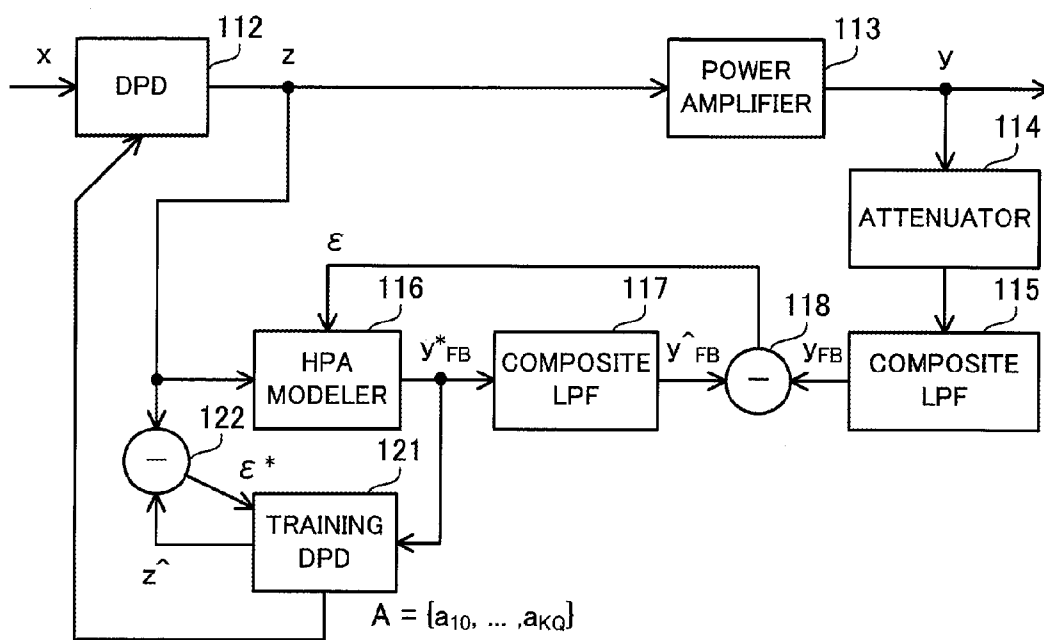 112
x
DPD
z
113
POWER
AMPLIFIER
y
114
ATTENUATOR
ε
116
HPA
MODELER
y*FB
117
COMPOSITE
LPF
y^FB
118
−
yFB
115
COMPOSITE
LPF
122
−
ε*
121
TRAINING
DPD
z^
A = {a10, ... ,aKQ}